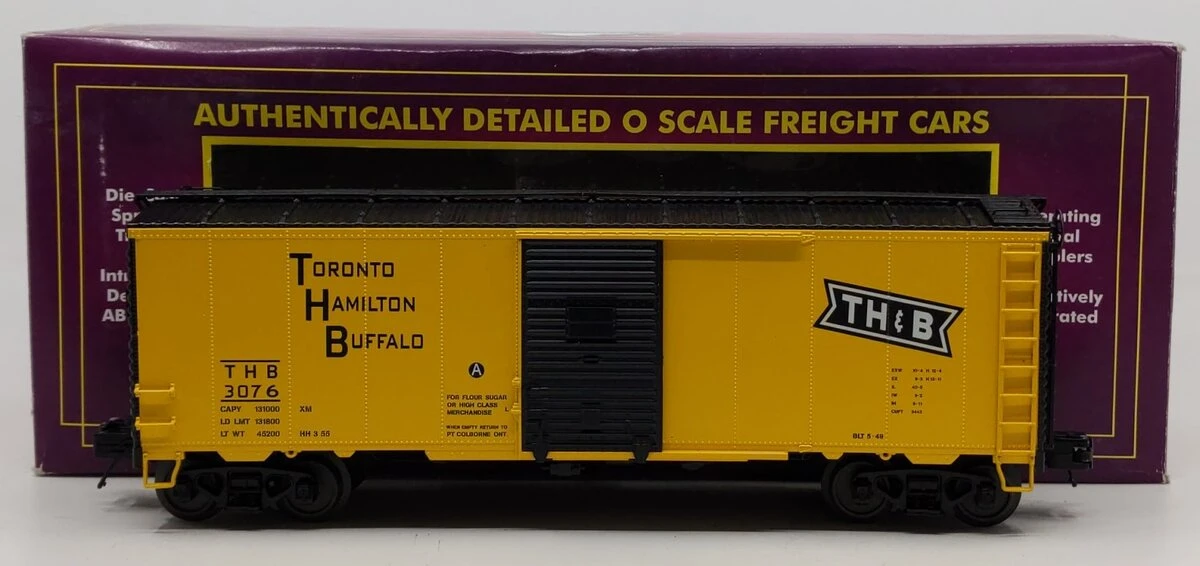 AUTHENTICALLY DETAILED O SCALE FREIGHT CARS
TORONTO
HAMILTON
BUFFALO
TH&B
THB
3076
CAPY 131000 XM
LD LMT 131800
LT WT 45200 HH 3 55
A
FOR FLOUR SUGAR
OR HIGH CLASS
MERCHANDISE L
WHEN EMPTY RETURN TO
PT COLBORNE ONT.
BLT 5-48